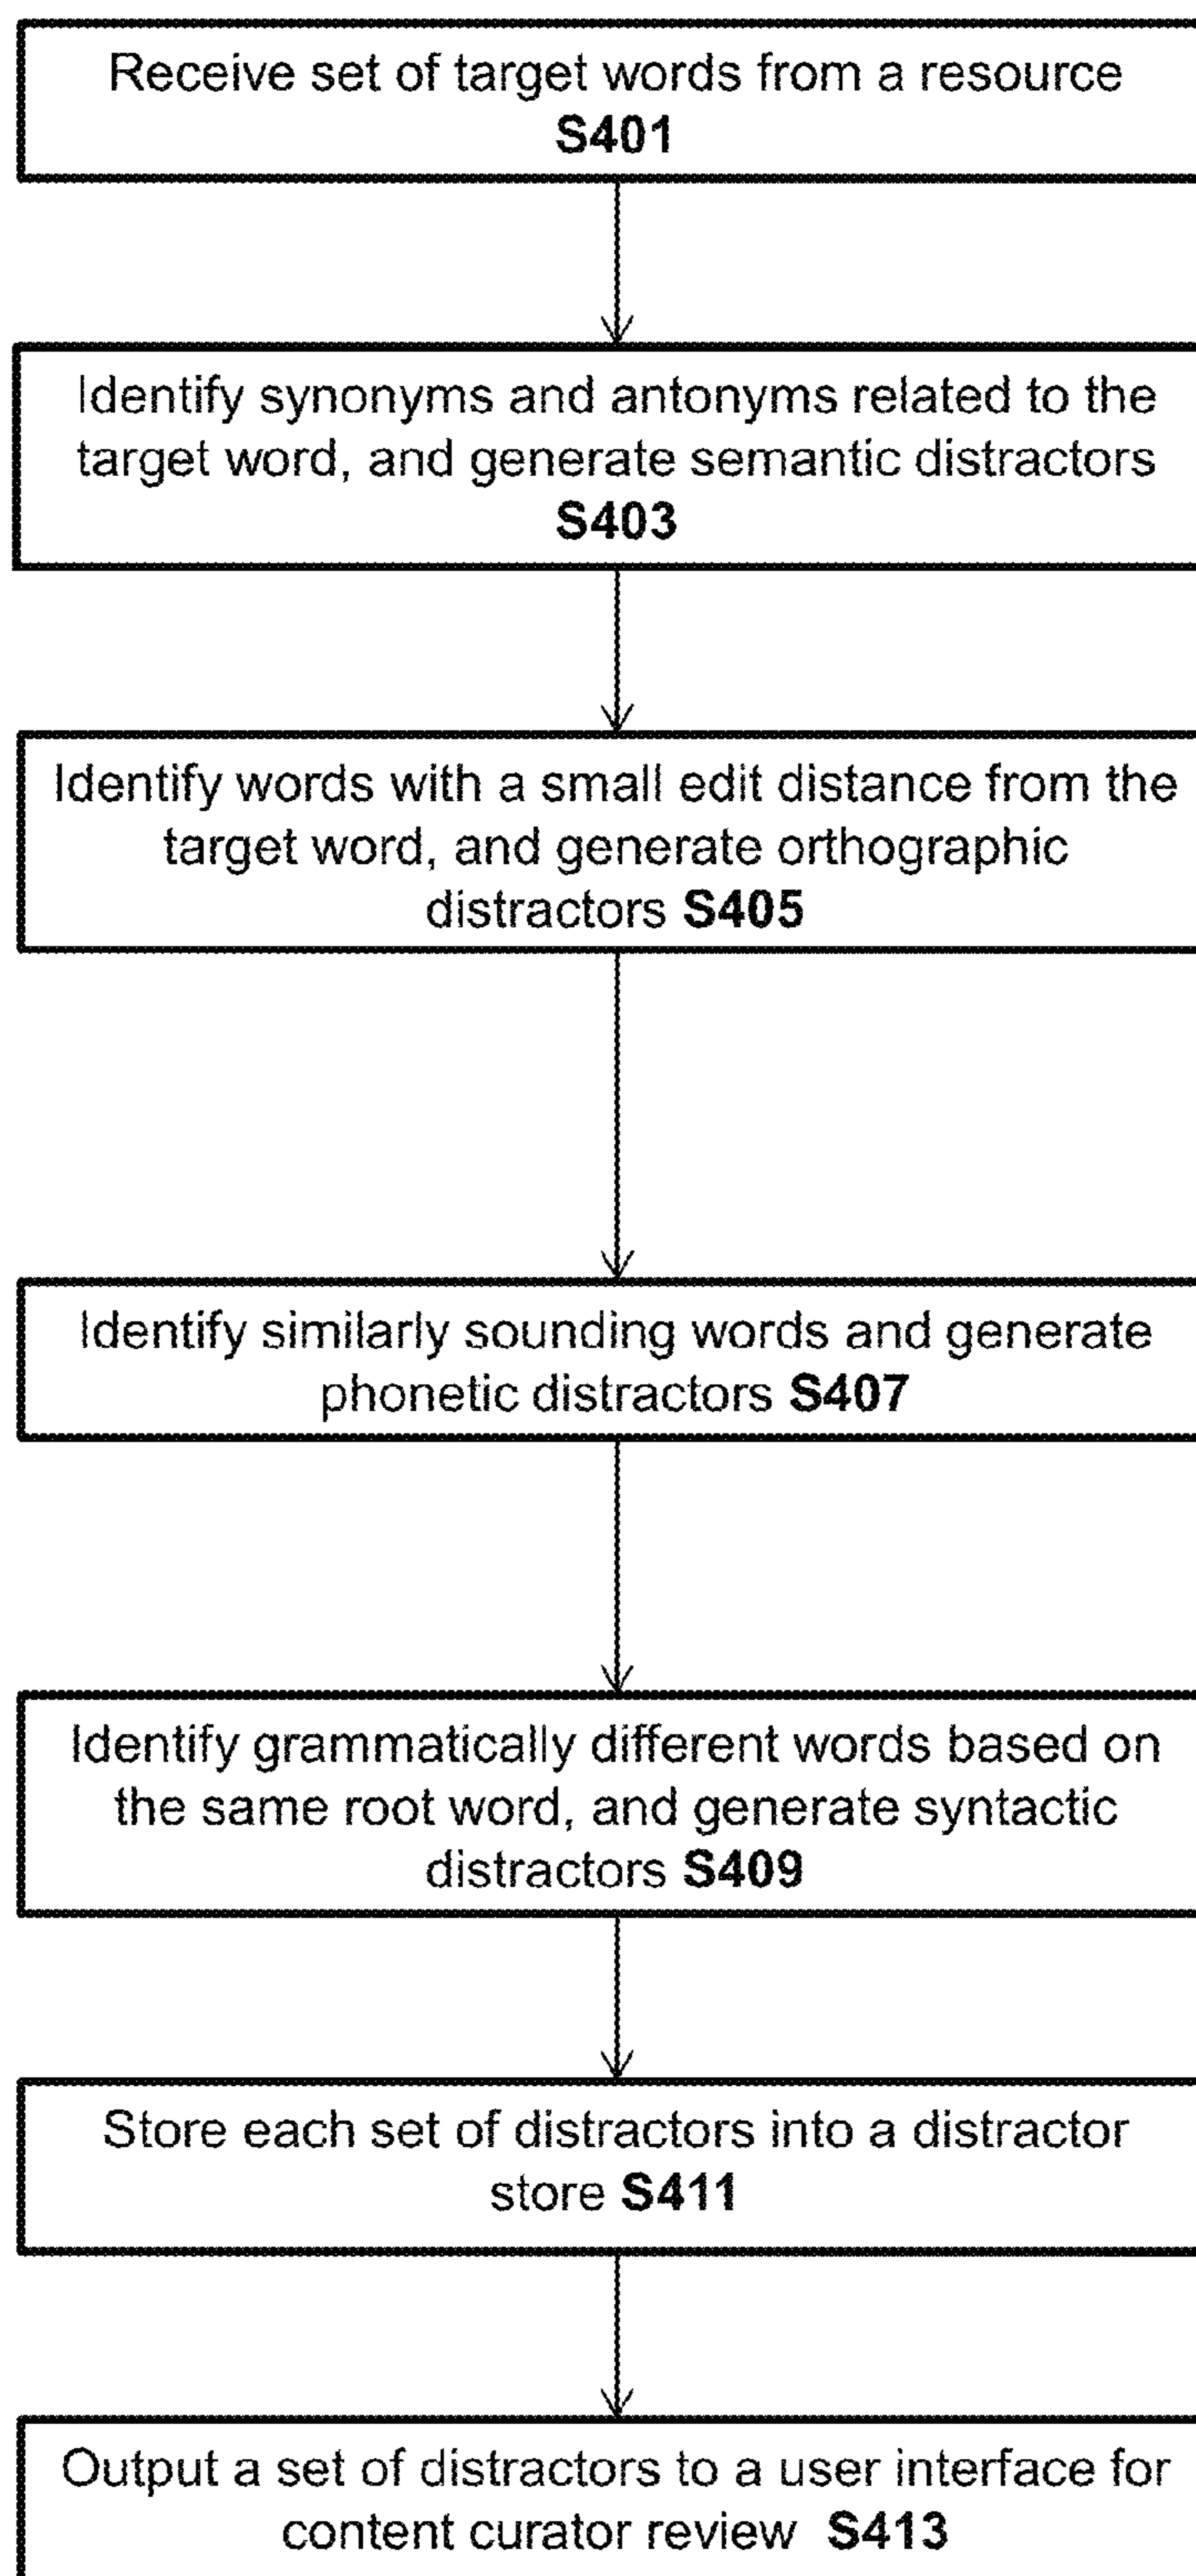 Receive set of target words from a resource
S401
Identify synonyms and antonyms related to the
target word, and generate semantic distractors
S403
Identify words with a small edit distance from the
target word, and generate orthographic
distractors S405
Identify similarly sounding words and generate
phonetic distractors S407
Identify grammatically different words based on
the same root word, and generate syntactic
distractors S409
Store each set of distractors into a distractor
store S411
Output a set of distractors to a user interface for
content curator review S413